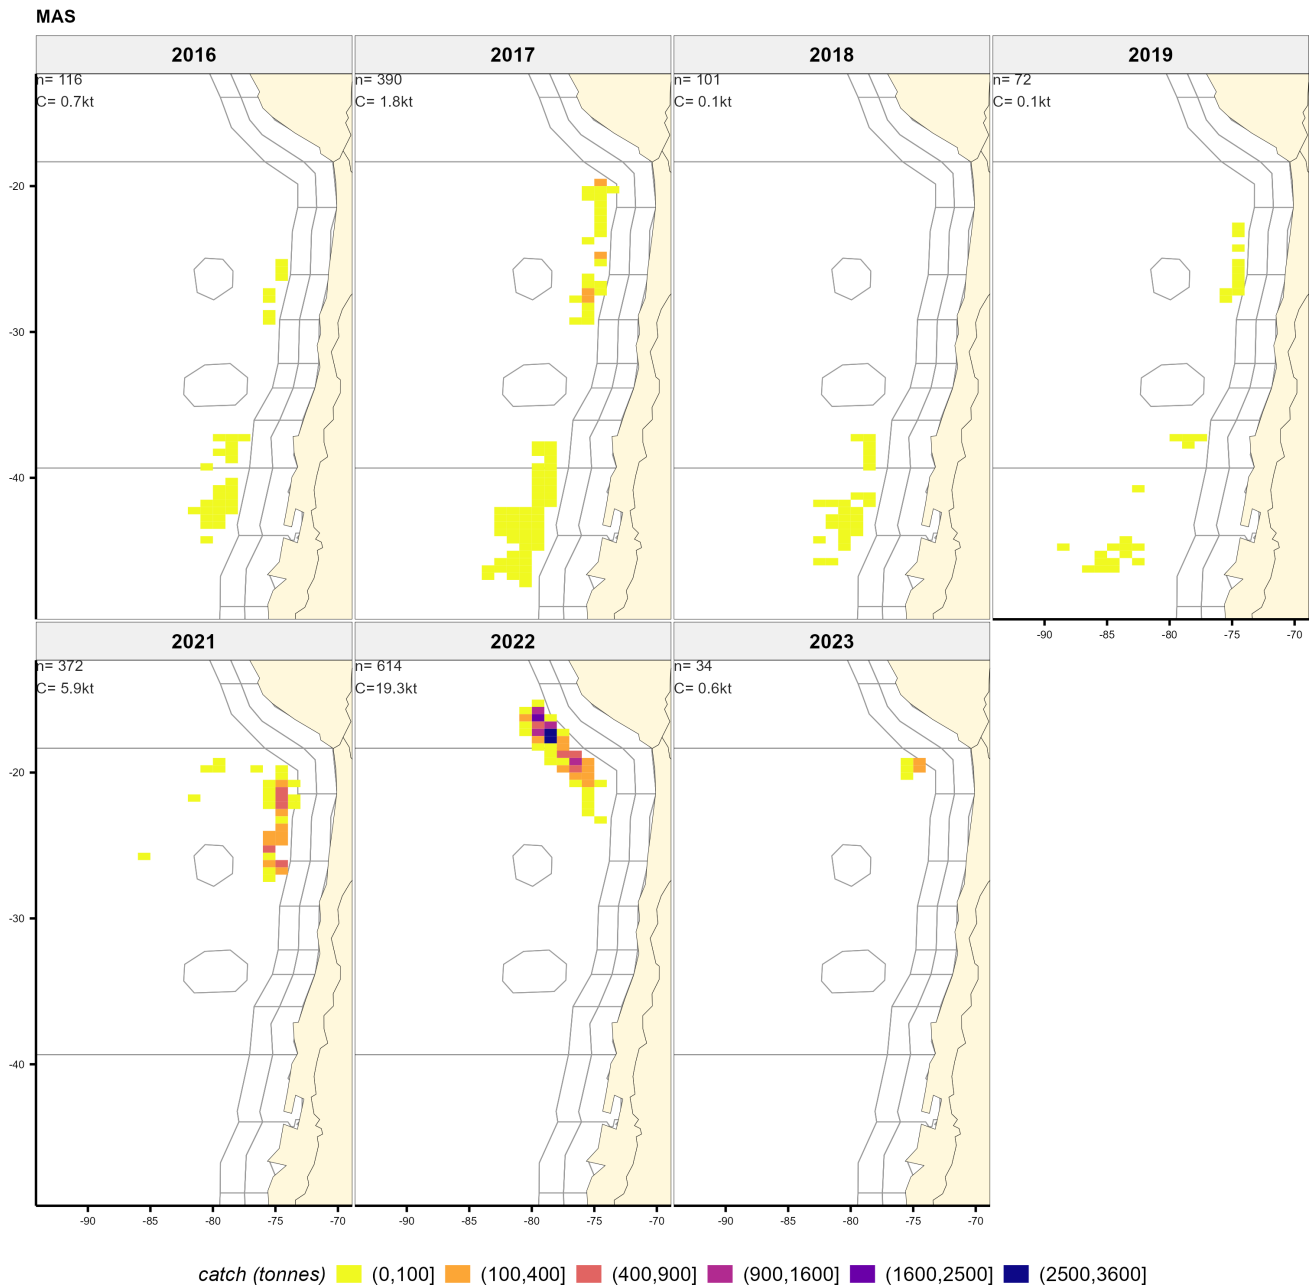 MAS
2016 2017 2018 2019
n= 116 n= 390 n= 101 n= 72
C= 0.7kt C= 1.8kt C= 0.1kt C= 0.1kt
-20
-30
-40
-90 -85 -80 -75 -70
2021 2022 2023
n= 372 n= 614 n= 34
C= 5.9kt C=19.3kt C= 0.6kt
-20
-30
-40
-90 -85 -80 -75 -70 -90 -85 -80 -75 -70 -90 -85 -80 -75 -70
catch (tonnes) (0,100] (100,400] (400,900] (900,1600] (1600,2500] (2500,3600]